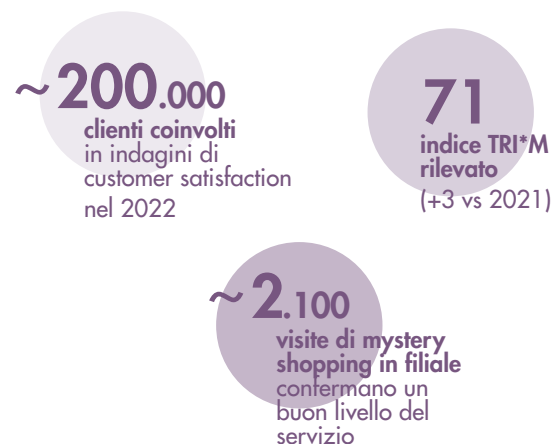 ~200.000
clienti coinvolti
in indagini di
customer satisfaction
nel 2022
71
indice TRI*M
rilevato
(+3 vs 2021)
~2.100
visite di mystery
shopping in filiale
confermano un
buon livello del
servizio